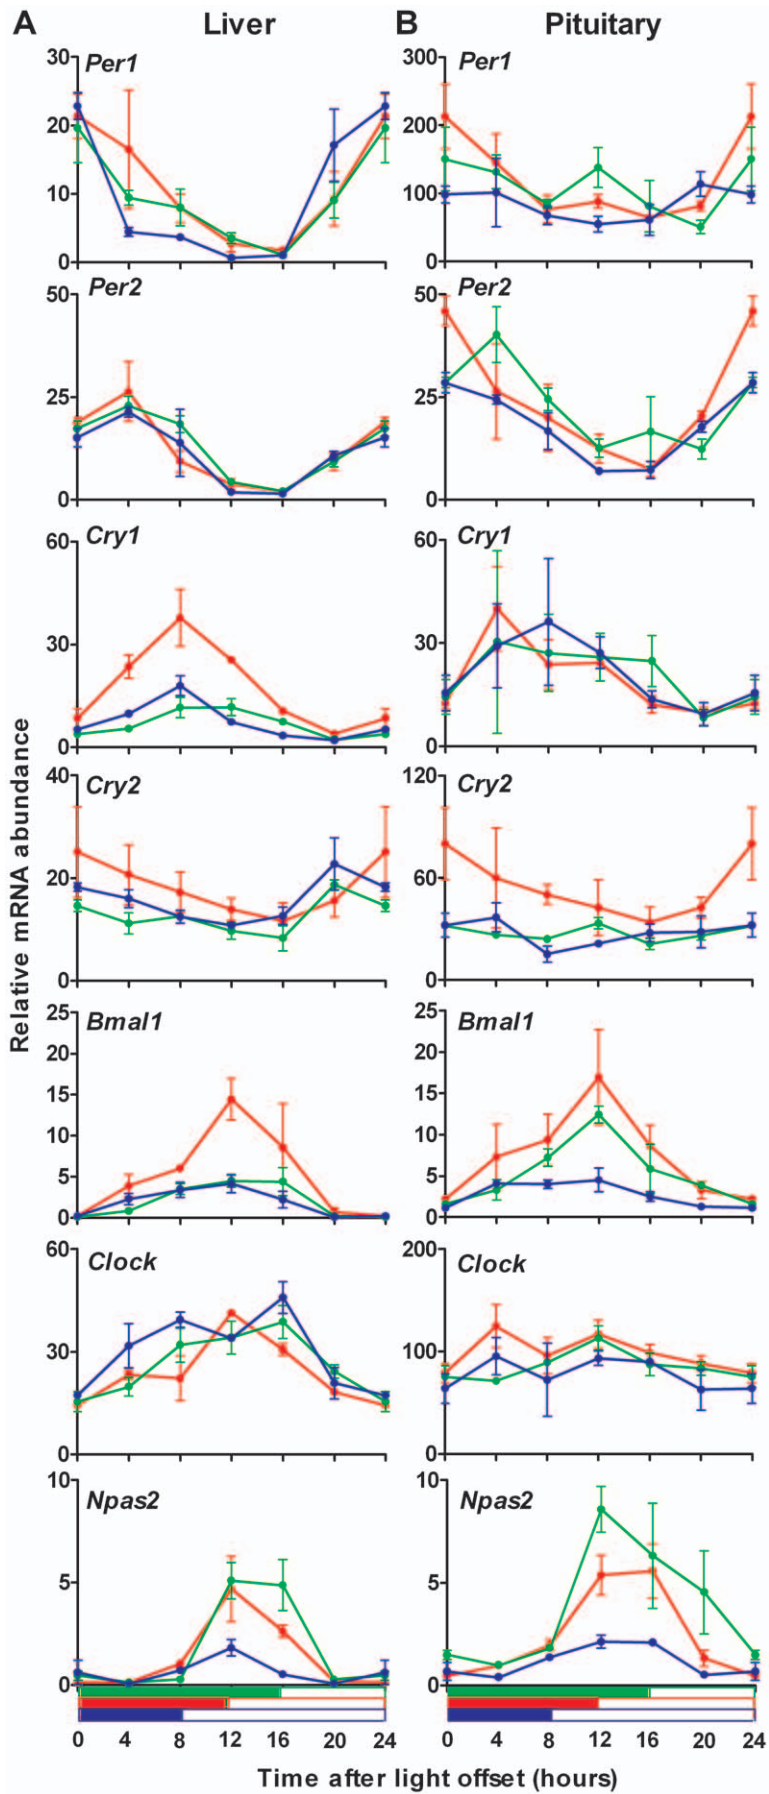 A Liver B Pituitary
30 Per1 300 Per1
20 200
10 100
0 0
50 Per2 50 Per2
25 25
0 0
60 Cry1 60 Cry1
30 30
0 0
40 Cry2 120 Cry2
20 60
0 0
Relative mRNA abundance
25 Bmal1 25 Bmal1
20 20
15 15
10 10
5 5
0 0
60 Clock 200 Clock
30 100
0 0
10 Npas2 10 Npas2
5 5
0 0
0 4 8 12 16 20 24 0 4 8 12 16 20 24
Time after light offset (hours)